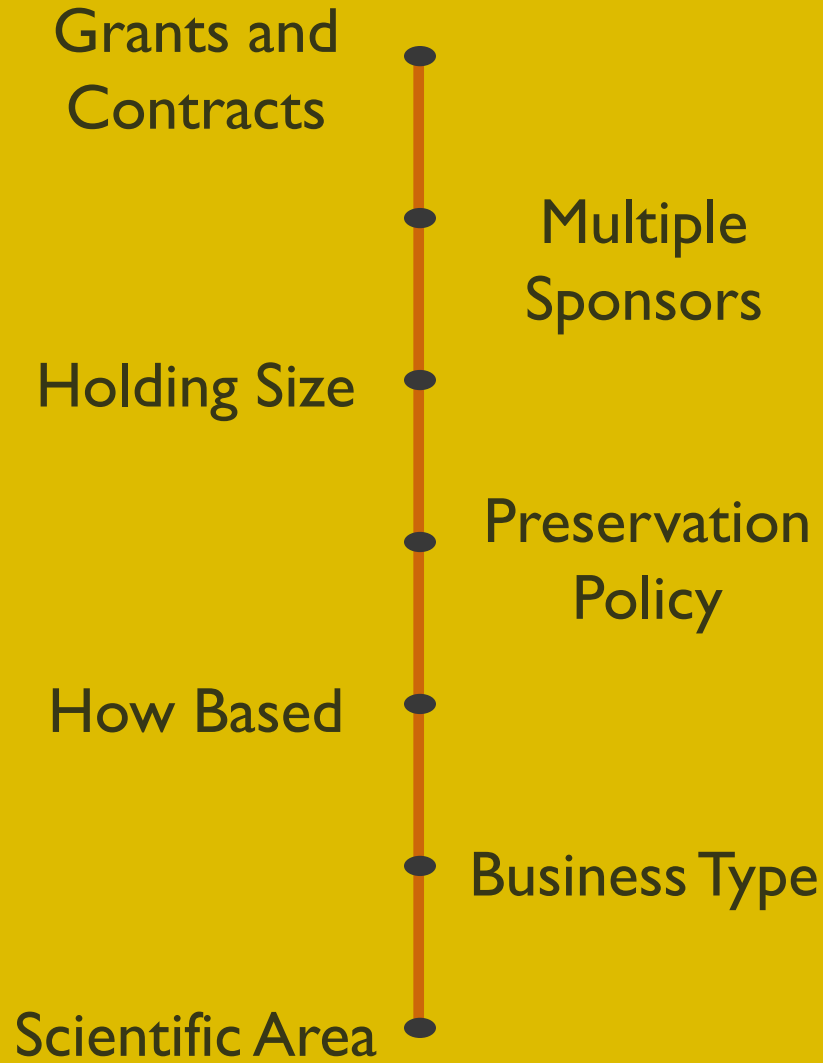 Grants and
Contracts
Multiple
Sponsors
Holding Size
Preservation
Policy
How Based
Business Type
Scientific Area